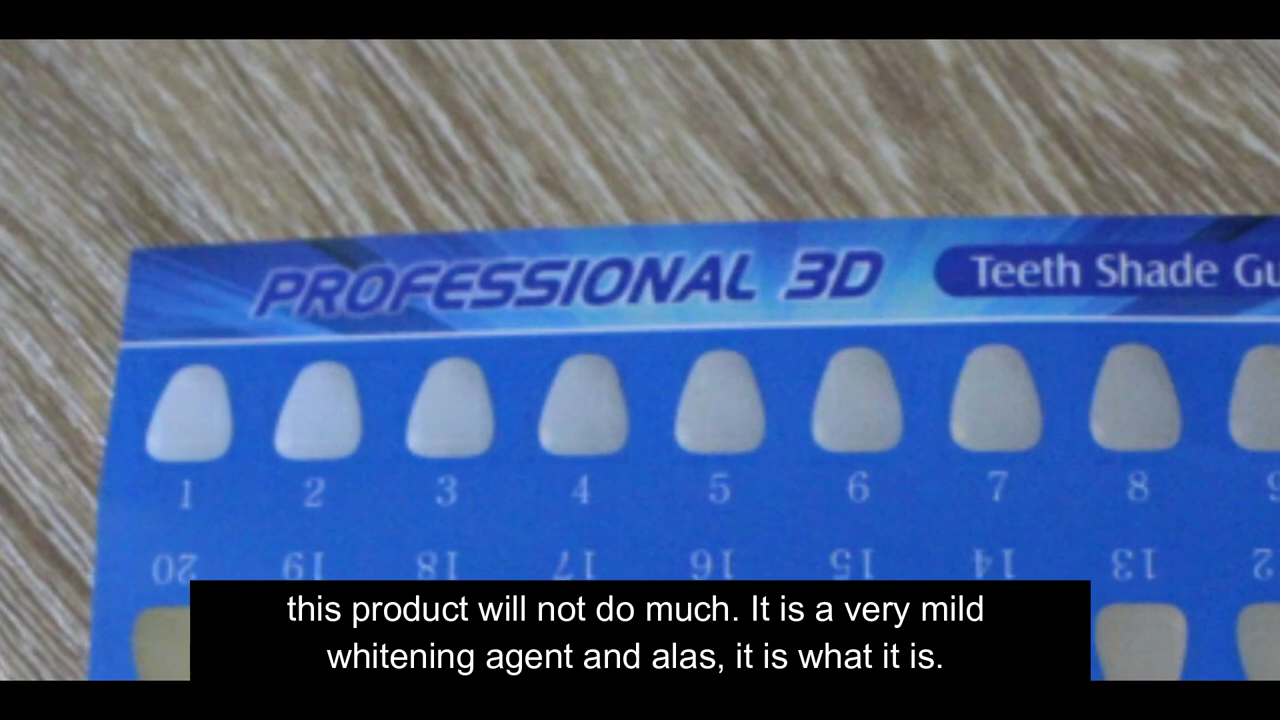 PROFESSIONAL 3D Teeth Shade Gu
1 2 3 4 5 6 7 8 9
20 19 18 17 16 15 14 13
this product will not do much. It is a very mild
whitening agent and alas, it is what it is.